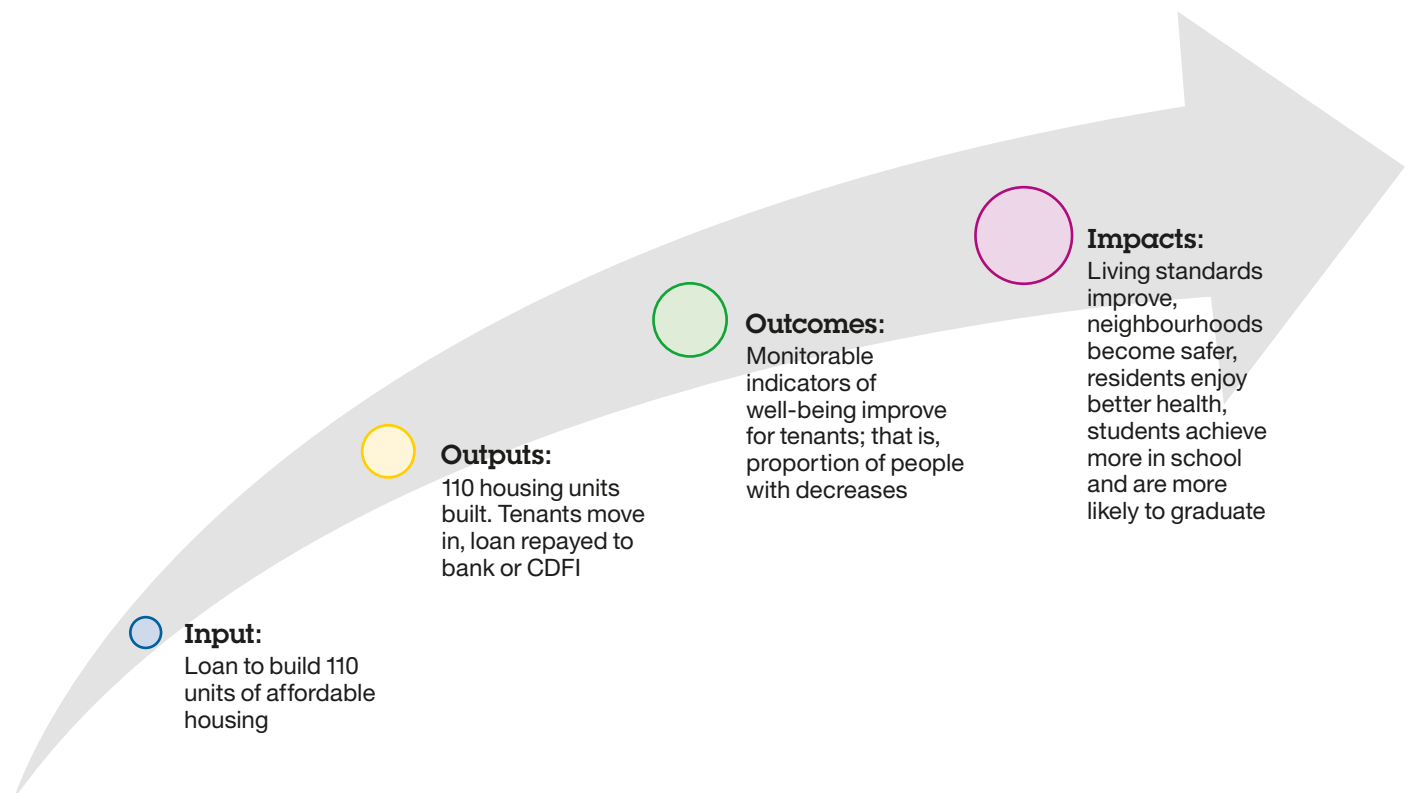 Input:
Loan to build 110
units of affordable
housing
Outputs:
110 housing units
built. Tenants move
in, loan repayed to
bank or CDFI
Outcomes:
Monitorable
indicators of
well-being improve
for tenants; that is,
proportion of people
with decreases
Impacts:
Living standards
improve,
neighbourhoods
become safer,
residents enjoy
better health,
students achieve
more in school
and are more
likely to graduate